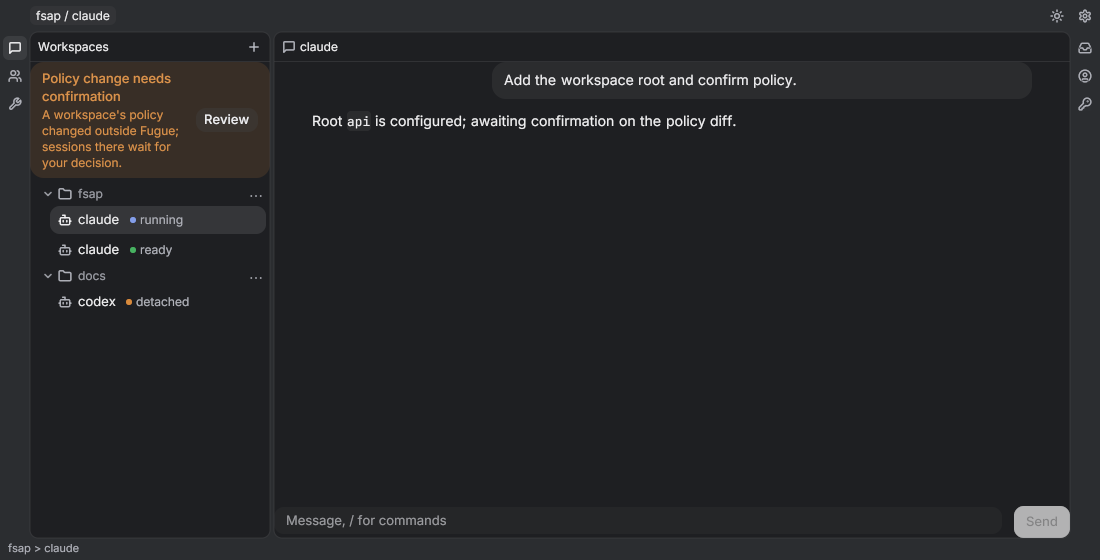 fsap / claude
Workspaces
Policy change needs
confirmation
A workspace's policy
changed outside Fugue;
sessions there wait for
your decision.
Review
fsap
...
claude running
claude ready
docs
...
codex detached
claude
Add the workspace root and confirm policy.
Root api is configured; awaiting confirmation on the policy diff.
Message, / for commands
Send
fsap > claude